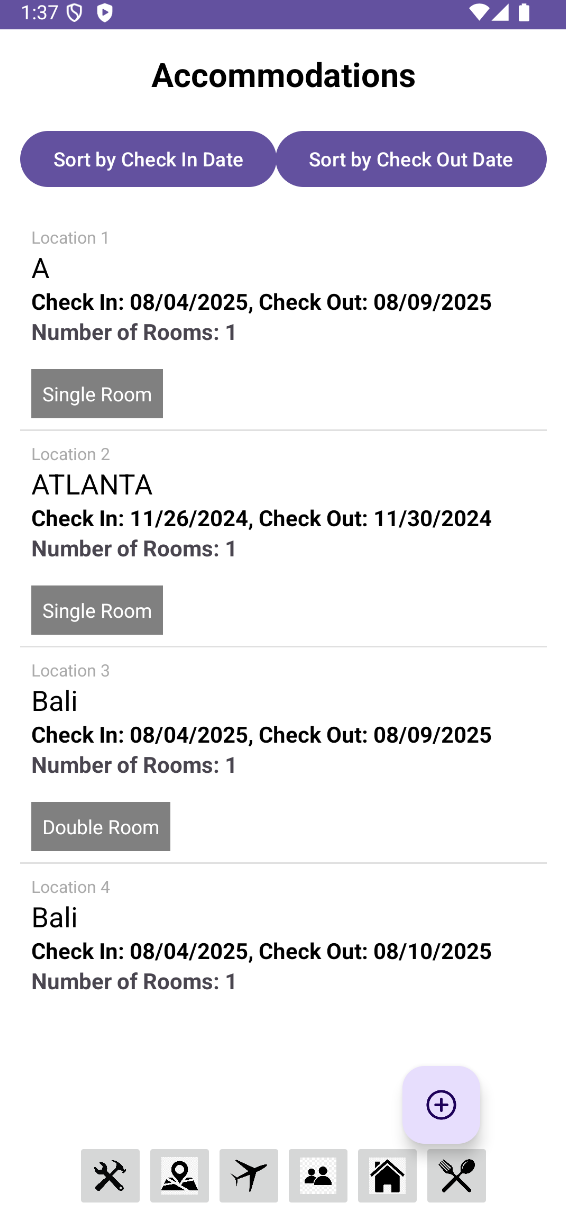 1:37
Accommodations
Sort by Check In Date
Sort by Check Out Date
Location 1
A
Check In: 08/04/2025, Check Out: 08/09/2025
Number of Rooms: 1
Single Room
Location 2
ATLANTA
Check In: 11/26/2024, Check Out: 11/30/2024
Number of Rooms: 1
Single Room
Location 3
Bali
Check In: 08/04/2025, Check Out: 08/09/2025
Number of Rooms: 1
Double Room
Location 4
Bali
Check In: 08/04/2025, Check Out: 08/10/2025
Number of Rooms: 1